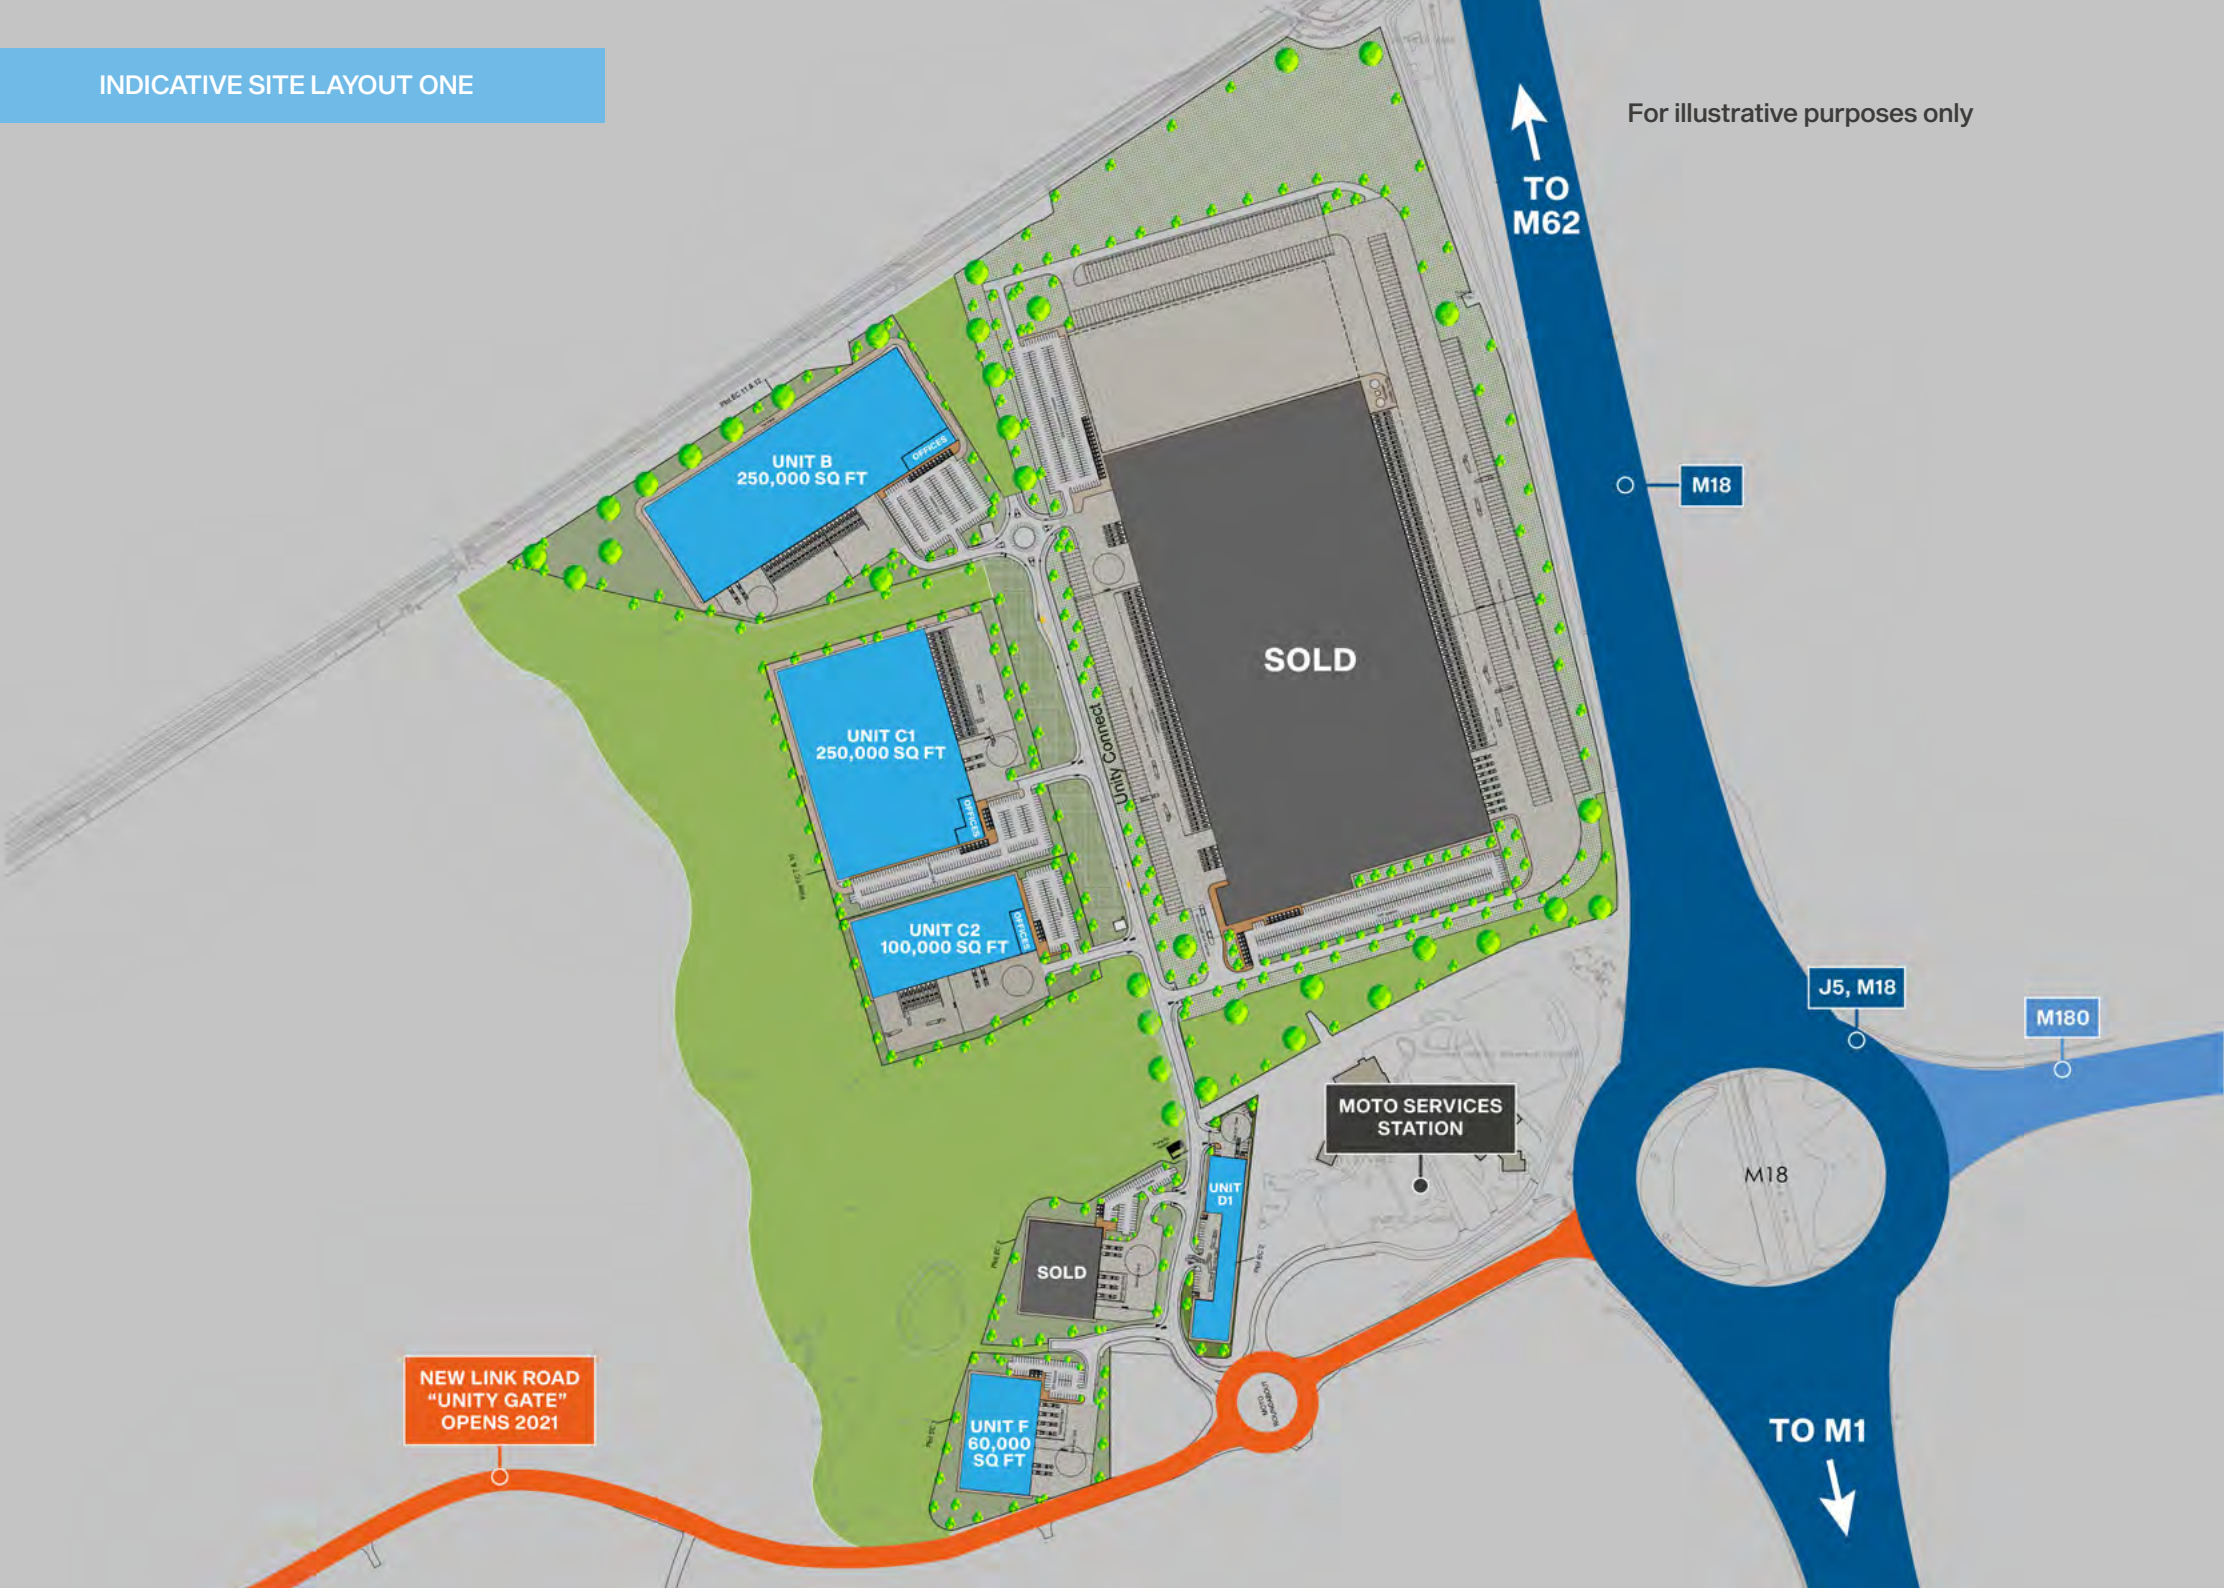 INDICATIVE SITE LAYOUT ONE
For illustrative purposes only
TO
M62
M18
UNIT B
250,000 SQ FT
OFFICES
SOLD
Unity Connect
UNIT C1
250,000 SQ FT
OFFICES
UNIT C2
100,000 SQ FT
OFFICES
J5, M18
M180
MOTO SERVICES
STATION
M18
UNIT
D1
SOLD
NEW LINK ROAD
“UNITY GATE”
OPENS 2021
UNIT F
60,000
SQ FT
MOTO
ROUNDABOUT
TO M1